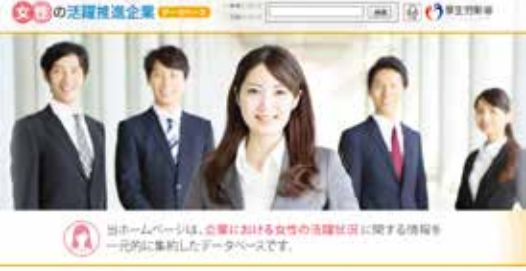 女性の活躍推進企業データベース
検索
厚生労働省
当ホームページは、企業における女性の活躍状況に関する情報を
一元的に集約したデータベースです。